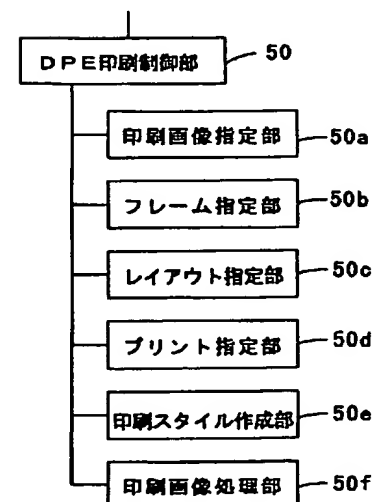 DPE印刷制御部 50
印刷画像指定部 50a
フレーム指定部 50b
レイアウト指定部 50c
プリント指定部 50d
印刷スタイル作成部 50e
印刷画像処理部 50f